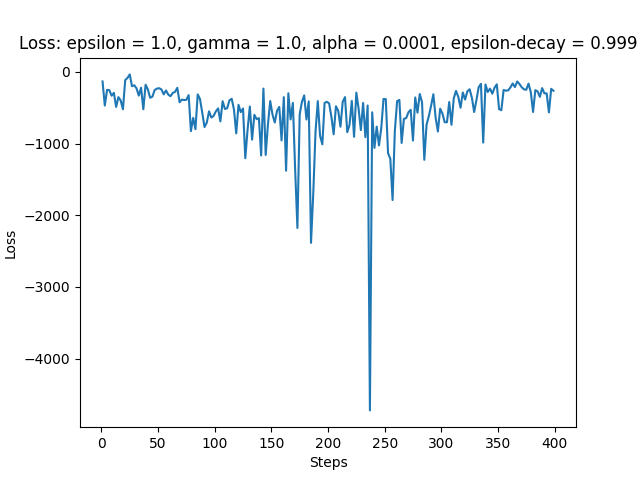 Loss: epsilon = 1.0, gamma = 1.0, alpha = 0.0001, epsilon-decay = 0.999
0
−1000
−2000
−3000
−4000
Loss
0 50 100 150 200 250 300 350 400
Steps